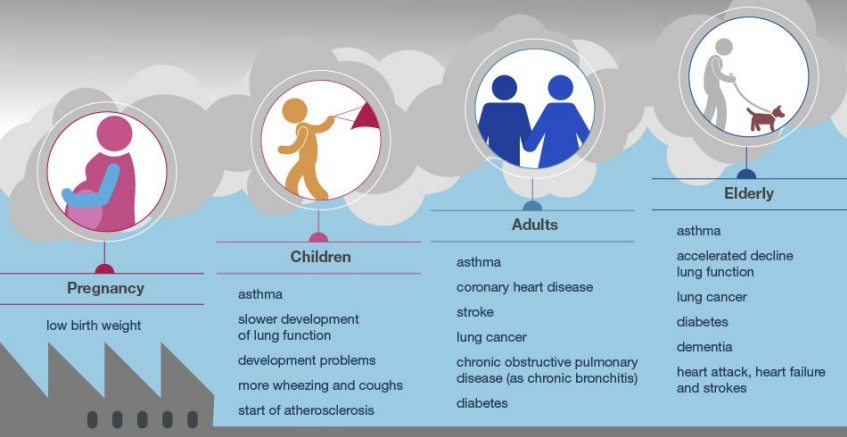 Pregnancy
low birth weight
Children
asthma
slower development
of lung function
development problems
more wheezing and coughs
start of atherosclerosis
Adults
asthma
coronary heart disease
stroke
lung cancer
chronic obstructive pulmonary
disease (as chronic bronchitis)
diabetes
Elderly
asthma
accelerated decline
lung function
lung cancer
diabetes
dementia
heart attack, heart failure
and strokes